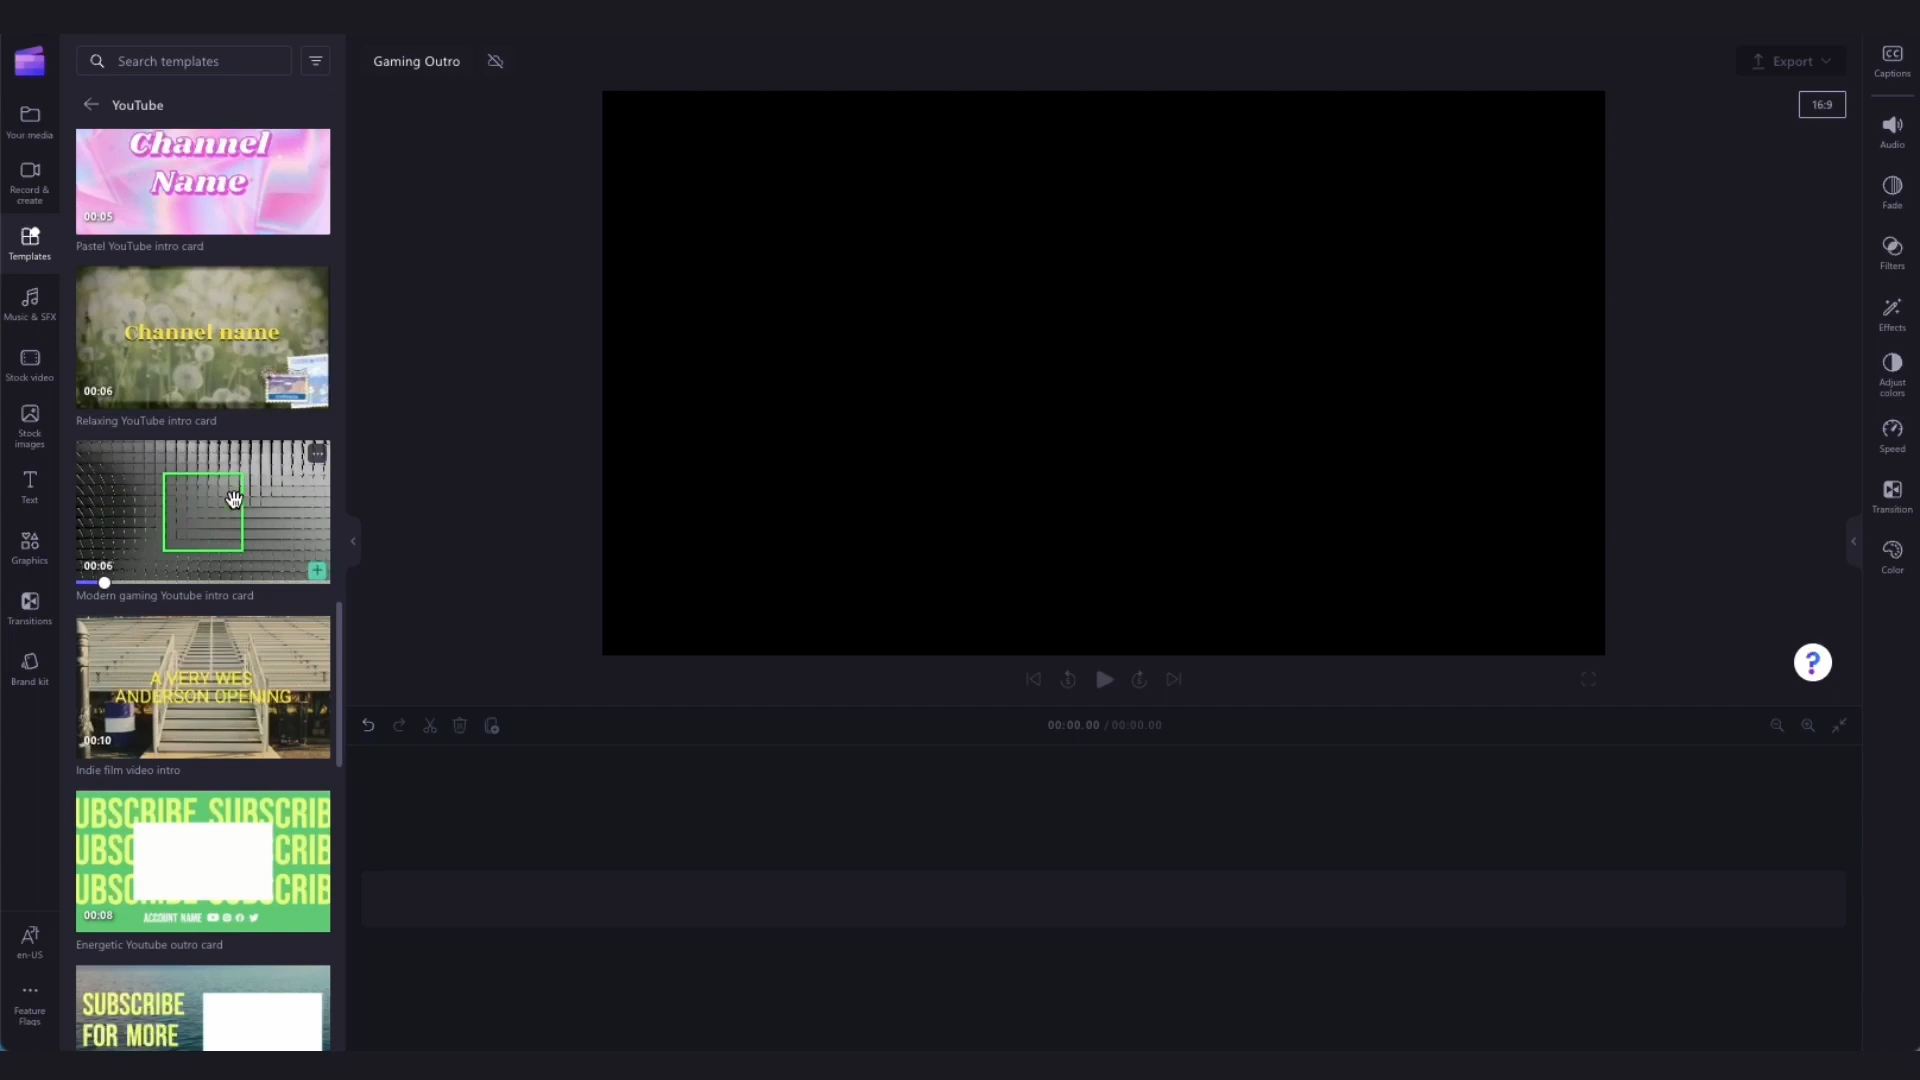 Search templates
Gaming Outro
Export
CC
Captions
YouTube
16:9
Your media
Channel
Name
00:05
Pastel YouTube intro card
Audio
Record &
create
Fade
Templates
Filters
Music & SFX
Channel name
00:06
Relaxing YouTube intro card
Effects
Stock video
Adjust
colors
Stock
images
Speed
Text
00:06
Modern gaming Youtube intro card
Transition
Graphics
Color
Transitions
A VERY WES
ANDERSON OPENING
00:10
Indie film video intro
Brand kit
?
00:00.00 / 00:00.00
UBSCRIBE SUBSCRIB
UBSC CRIB
UBSC CRIB
00:08
ACCOUNT NAME
Energetic Youtube outro card
en-US
SUBSCRIBE
FOR MORE
Feature
Flags